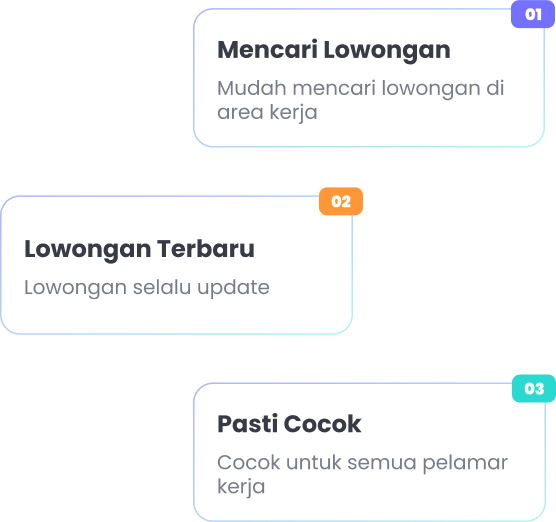 01
Mencari Lowongan
Mudah mencari lowongan di
area kerja
02
Lowongan Terbaru
Lowongan selalu update
03
Pasti Cocok
Cocok untuk semua pelamar
kerja